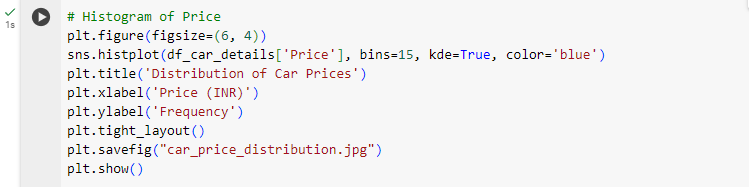 1s
# Histogram of Price
plt.figure(figsize=(6, 4))
sns.histplot(df_car_details['Price'], bins=15, kde=True, color='blue')
plt.title('Distribution of Car Prices')
plt.xlabel('Price (INR)')
plt.ylabel('Frequency')
plt.tight_layout()
plt.savefig("car_price_distribution.jpg")
plt.show()